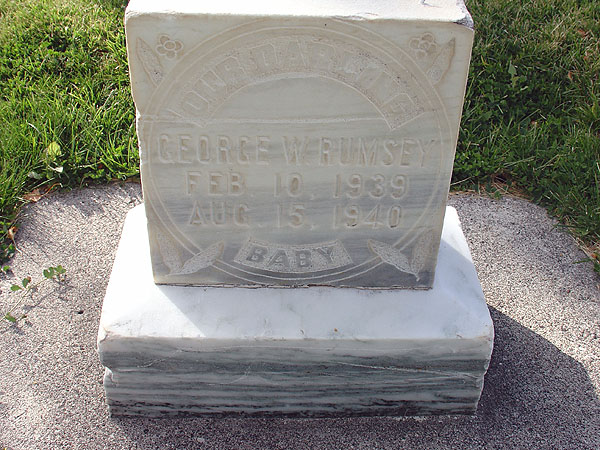 OUR DARLING
GEORGE W. RUMSEY
FEB. 10, 1939
AUG. 15, 1940
BABY